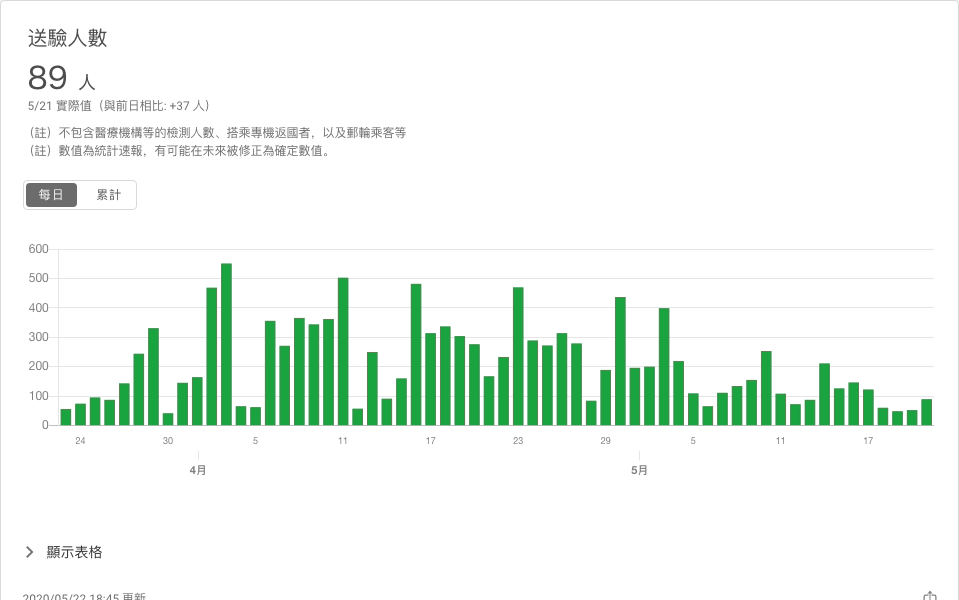 送驗人數
89 人
5/21 實際值（與前日相比: +37 人）
（註）不包含醫療機構等的檢測人數、搭乘專機返國者，以及郵輪乘客等
（註）數值為統計速報，有可能在未來被修正為確定數值。
每日 累計
600
500
400
300
200
100
0
24 30 5 11 17 23 29 5 11 17
4月 5月
顯示表格
2020/05/22 18:45 更新